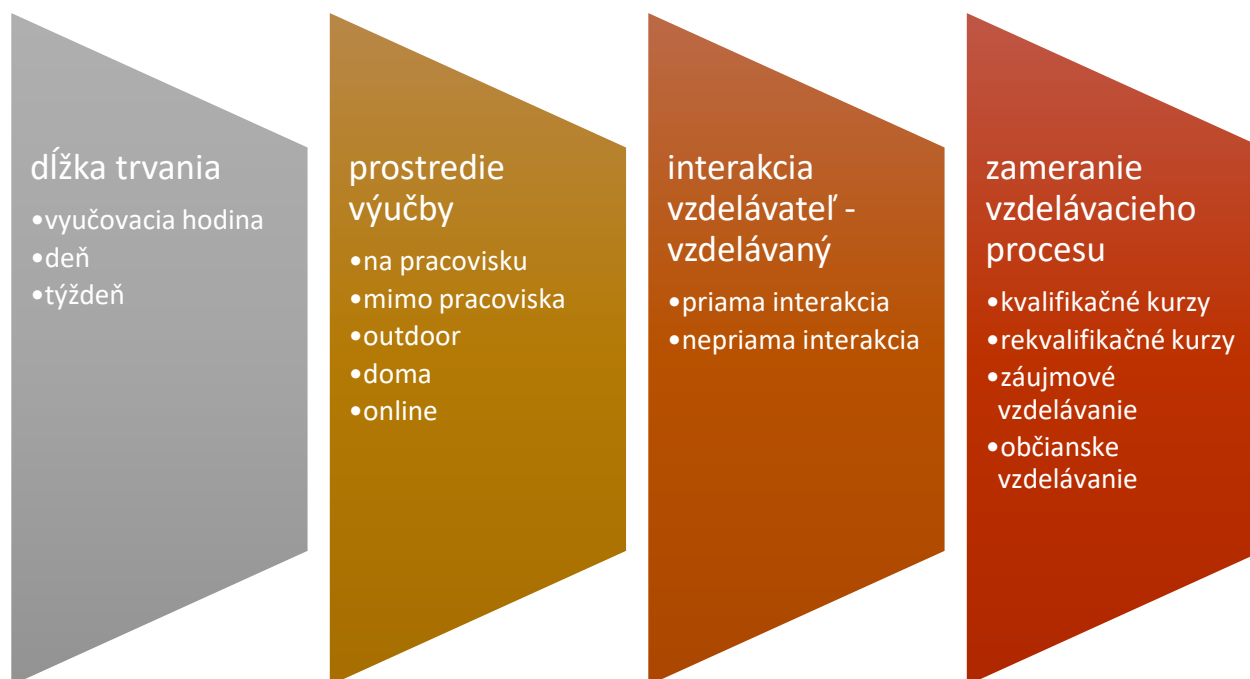 dĺžka trvania
•vyučovacia hodina
•deň
•týždeň
prostredie
výučby
•na pracovisku
•mimo pracoviska
•outdoor
•doma
•online
interakcia
vzdelávateľ -
vzdelávaný
•priama interakcia
•nepriama interakcia
zameranie
vzdelávacieho
procesu
•kvalifikačné kurzy
•rekvalifikačné kurzy
•záujmové
vzdelávanie
•občianske
vzdelávanie